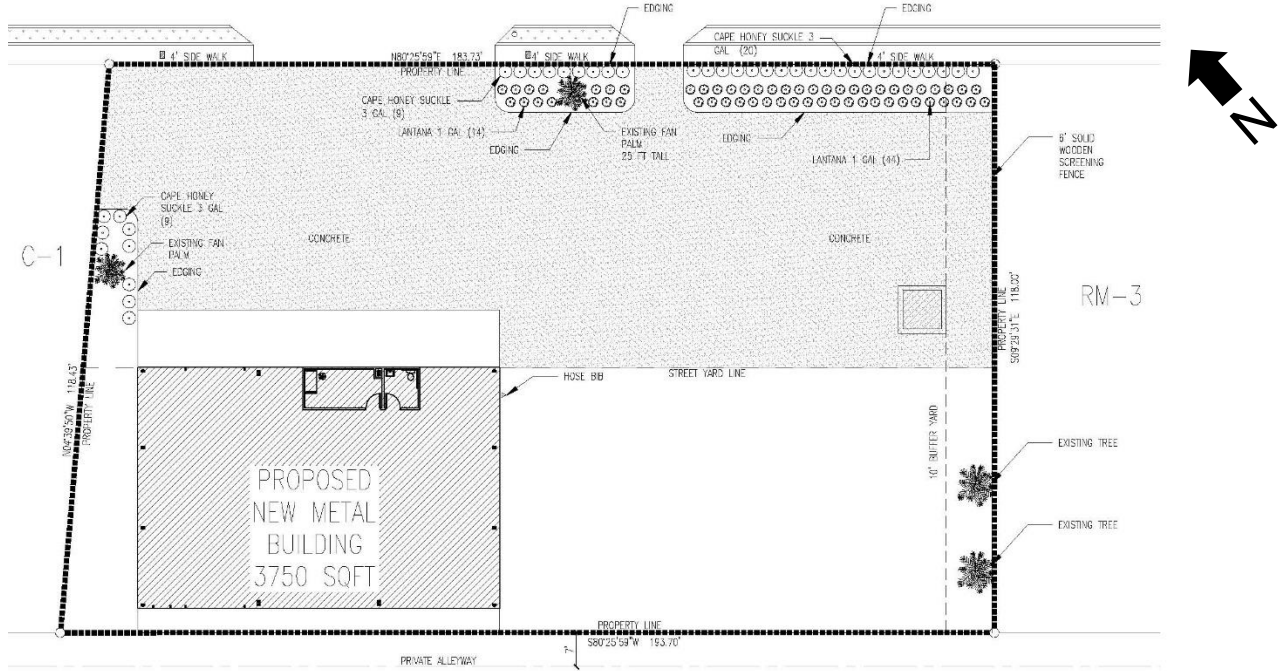 EDGING
EDGING
CAPE HONEY SUCKLE 3
GAL (20)
4' SIDE WALK
N80°25'59"E 183.73'
4' SIDE WALK
4' SIDE WALK
PROPERTY LINE
CAPE HONEY SUCKLE
3 GAL (9)
LANTANA 1 GAL (14)
EDGING
EXISTING FAN
PALM
25 FT TALL
EDGING
LANTANA 1 GAL (44)
6' SOLID
WOODEN
SCREENING
FENCE
N
CAPE HONEY
SUCKLE 3 GAL
(9)
EXISTING FAN
PALM
EDGING
C-1
CONCRETE
CONCRETE
RM-3
PROPERTY LINE
S09°29'31"E 118.00'
N04°39'50"W 118.43'
PROPERTY LINE
HOSE BIB
STREET YARD LINE
10' BUFFER YARD
EXISTING TREE
EXISTING TREE
PROPOSED
NEW METAL
BUILDING
3750 SQFT
PROPERTY LINE
S80°25'59"W 193.70'
7'
PRIVATE ALLEYWAY